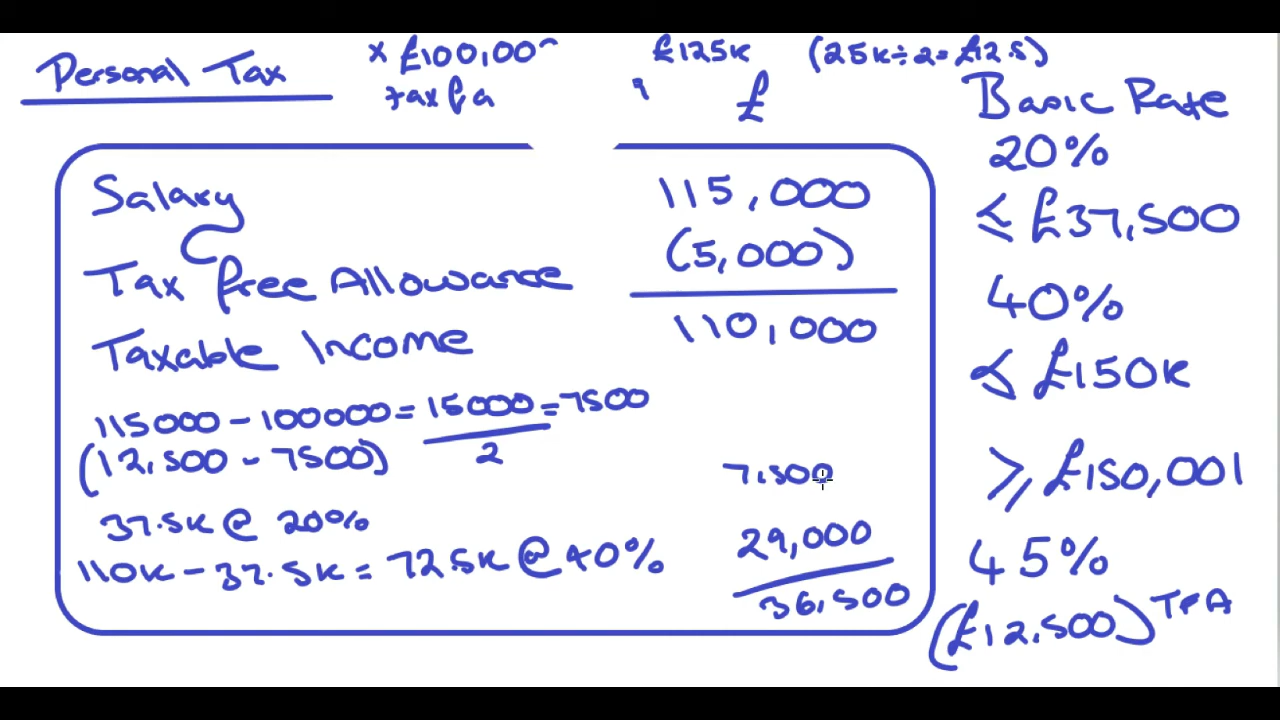 Personal Tax
x £100,00
tax f a
£125K (25K÷2=£12.5)
£
Salary 115,000
Tax free Allowance (5,000)
Taxable Income 110,000
115000 - 100000 = 15000 = 7500
2
(12,500 - 7500)
7,500
37.5K @ 20%
29,000
110K - 37.5K = 72.5K @ 40%
36,500
Basic Rate
20%
≤ £37,500
40%
< £150K
≥ £150,001
45%
(£12.500) TFA